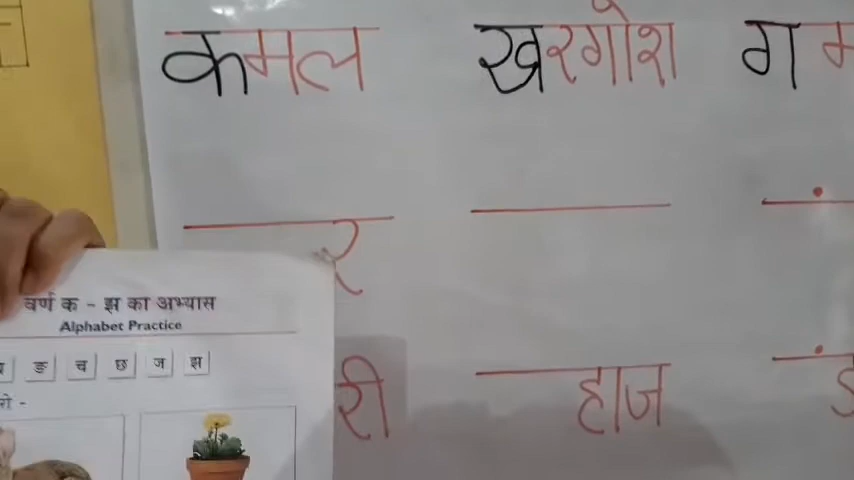 कमल खरगोश ग
र
री हाज
वर्ण क - झ का अभ्यास
Alphabet Practice
ङ च छ ज झ